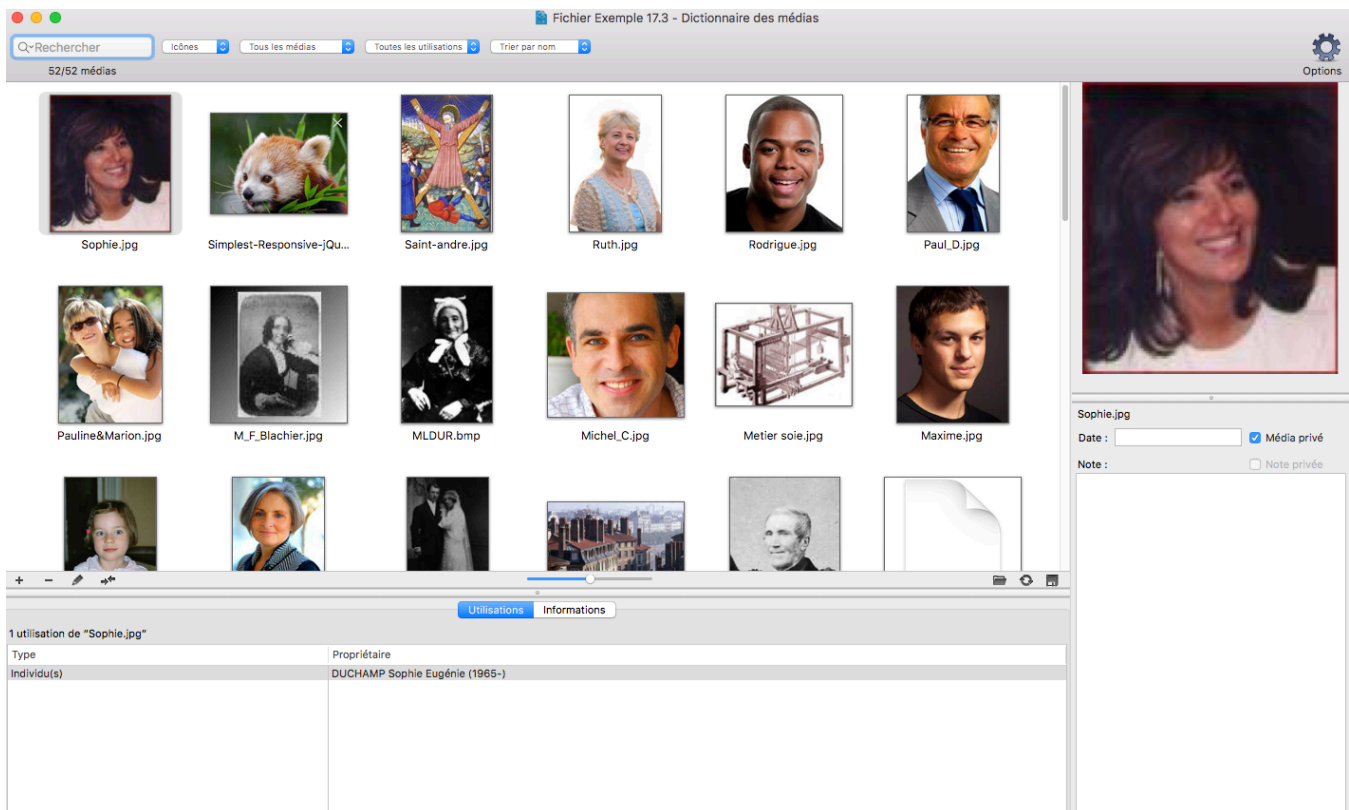 Fichier Exemple 17.3 - Dictionnaire des médias
Rechercher
Icônes
Tous les médias
Toutes les utilisations
Trier par nom
52/52 médias
Options
Sophie.jpg
Simplest-Responsive-jQu...
Saint-andre.jpg
Ruth.jpg
Rodrigue.jpg
Paul_D.jpg
Pauline&Marion.jpg
M_F_Blachier.jpg
MLDUR.bmp
Michel_C.jpg
Metier soie.jpg
Maxime.jpg
Sophie.jpg
Date :
Média privé
Note :
Note privée
Utilisations
Informations
1 utilisation de "Sophie.jpg"
Type
Propriétaire
Individu(s)
DUCHAMP Sophie Eugénie (1965-)